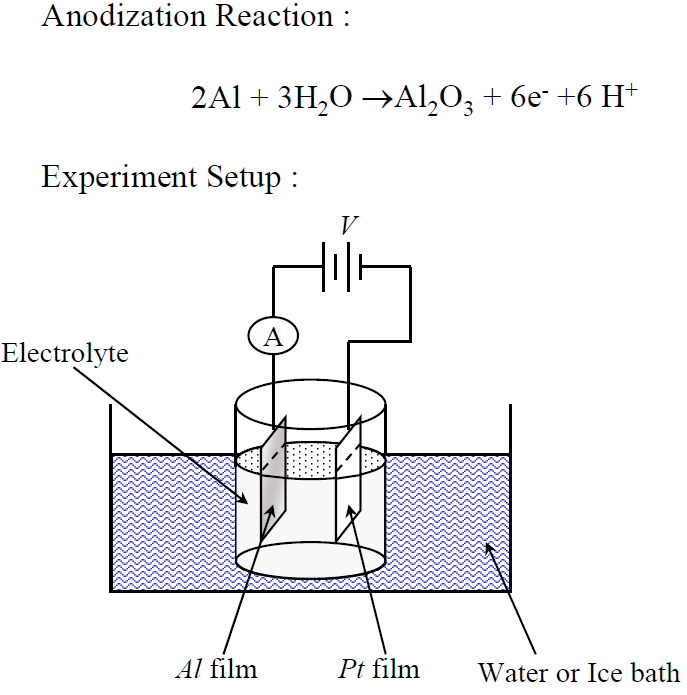 Anodization Reaction :
2Al + 3H₂O →Al₂O₃ + 6e⁻ +6 H⁺
Experiment Setup :
V
A
Electrolyte
Al film
Pt film
Water or Ice bath